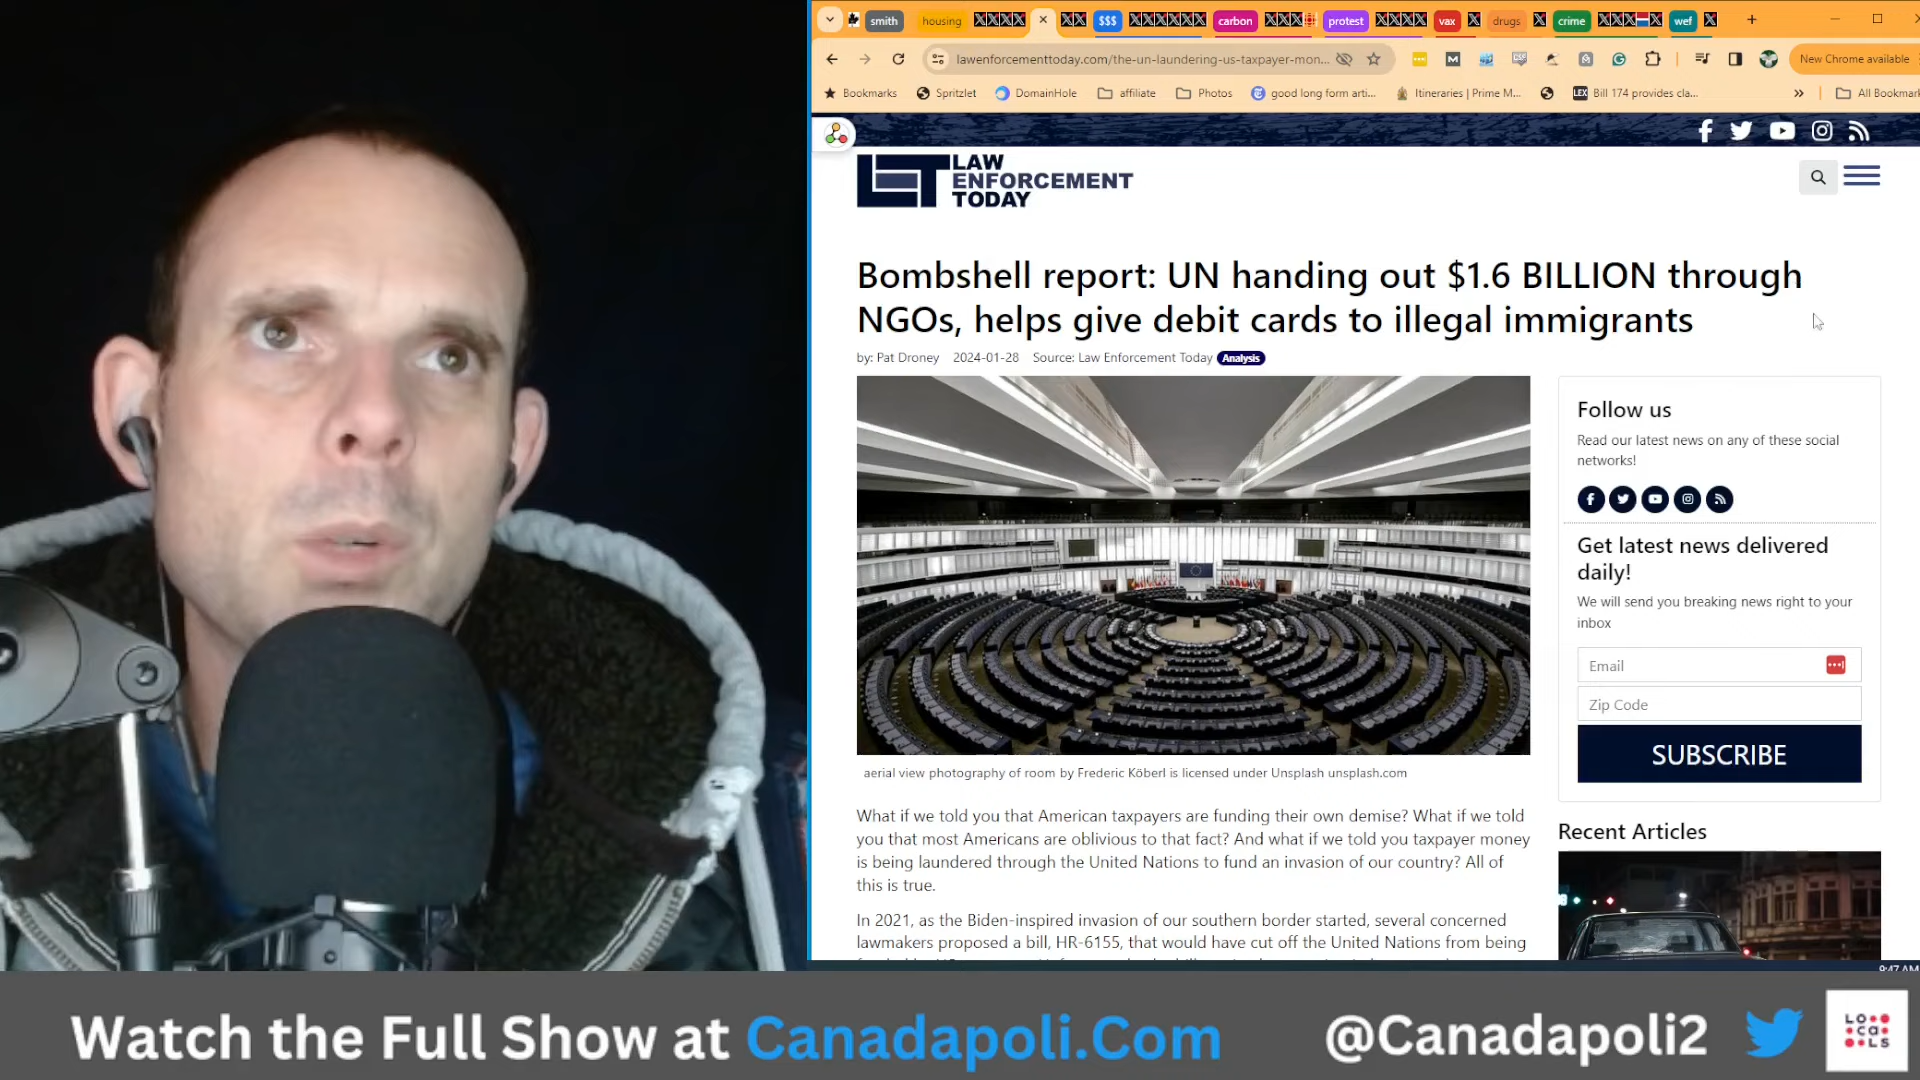 smith
housing
$$$
carbon
protest
vax
drugs
crime
wef
lawenforcementtoday.com/the-un-laundering-us-taxpayer-mon...
New Chrome available
Bookmarks
Spritzlet
DomainHole
affiliate
Photos
good long form arti...
Itineraries | Prime M...
LEX
Bill 174 provides cla...
All Bookmark
LET LAW
ENFORCEMENT
TODAY
Bombshell report: UN handing out $1.6 BILLION through
NGOs, helps give debit cards to illegal immigrants
by: Pat Droney 2024-01-28 Source: Law Enforcement Today Analysis
aerial view photography of room by Frederic Köberl is licensed under Unsplash unsplash.com
What if we told you that American taxpayers are funding their own demise? What if we told
you that most Americans are oblivious to that fact? And what if we told you taxpayer money
is being laundered through the United Nations to fund an invasion of our country? All of
this is true.
In 2021, as the Biden-inspired invasion of our southern border started, several concerned
lawmakers proposed a bill, HR-6155, that would have cut off the United Nations from being
Follow us
Read our latest news on any of these social
networks!
Get latest news delivered
daily!
We will send you breaking news right to your
inbox
Email
Zip Code
SUBSCRIBE
Recent Articles
9:47 AM
Watch the Full Show at Canadapoli.Com
@Canadapoli2
LO
ca
LS